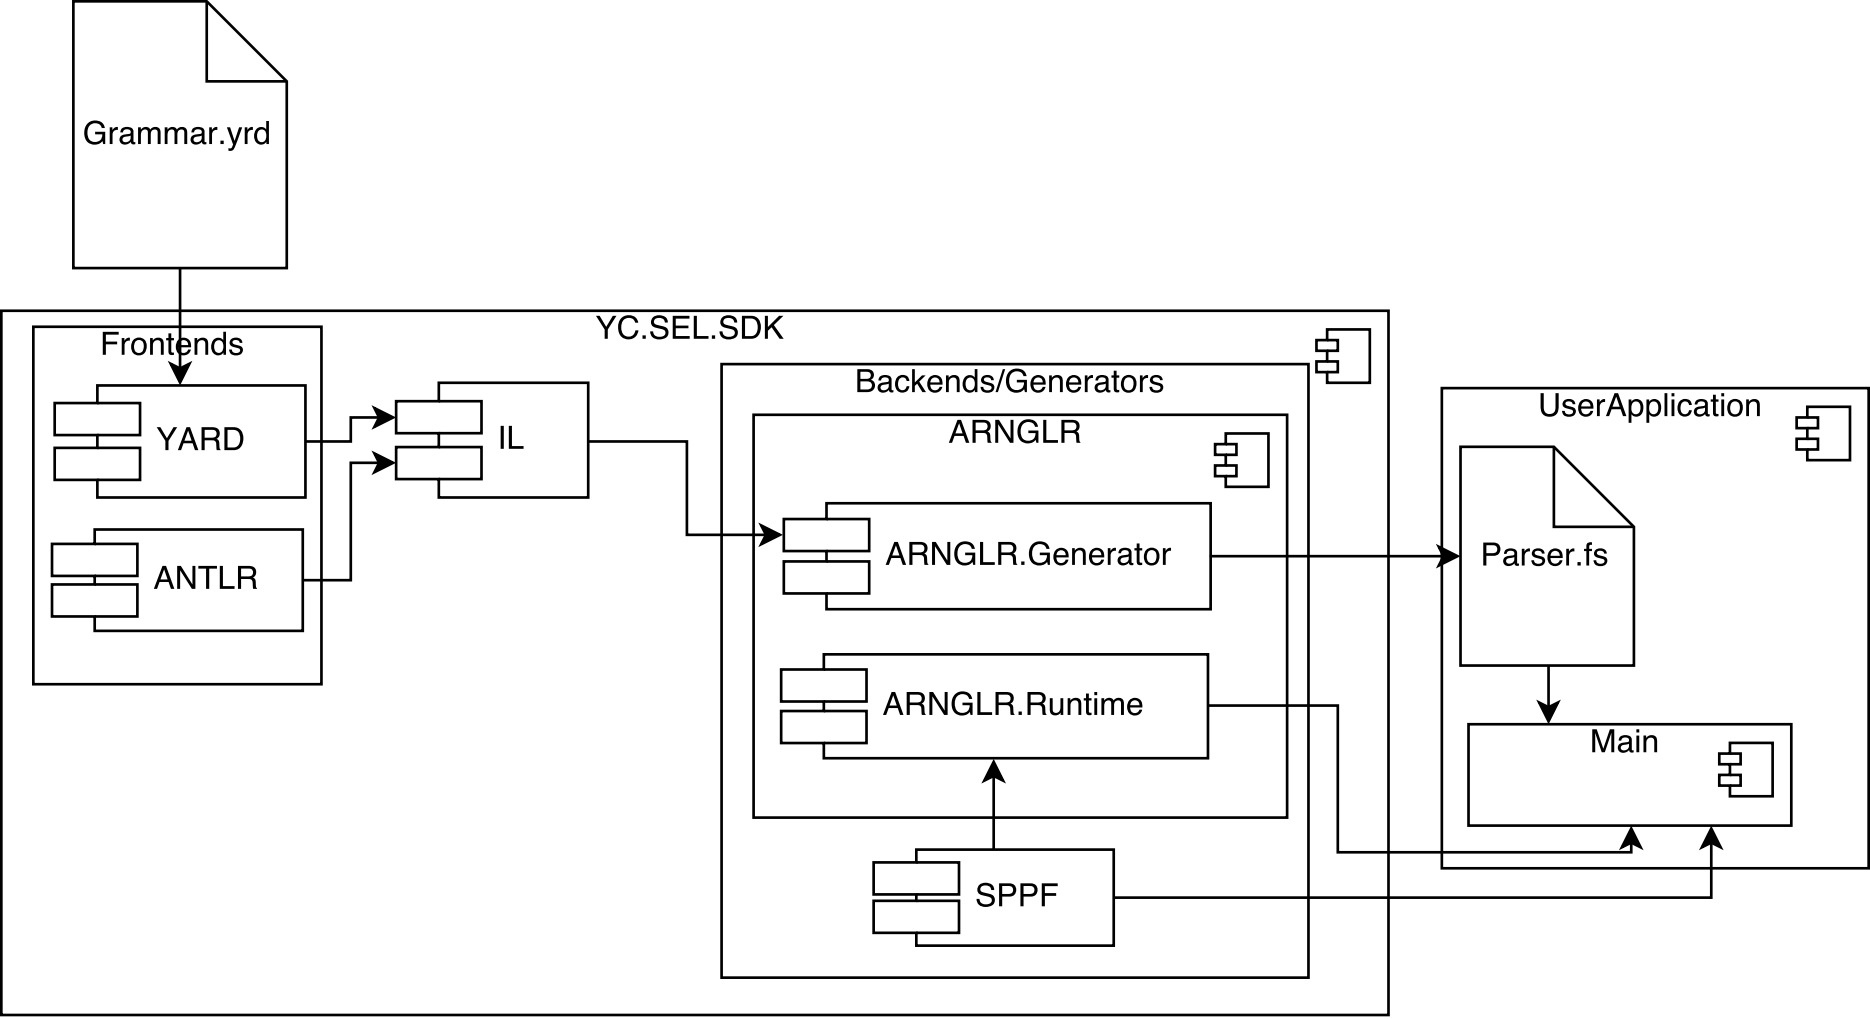 Grammar.yrd
YC.SEL.SDK
Frontends
YARD
ANTLR
IL
Backends/Generators
ARNGLR
ARNGLR.Generator
ARNGLR.Runtime
SPPF
UserApplication
Parser.fs
Main